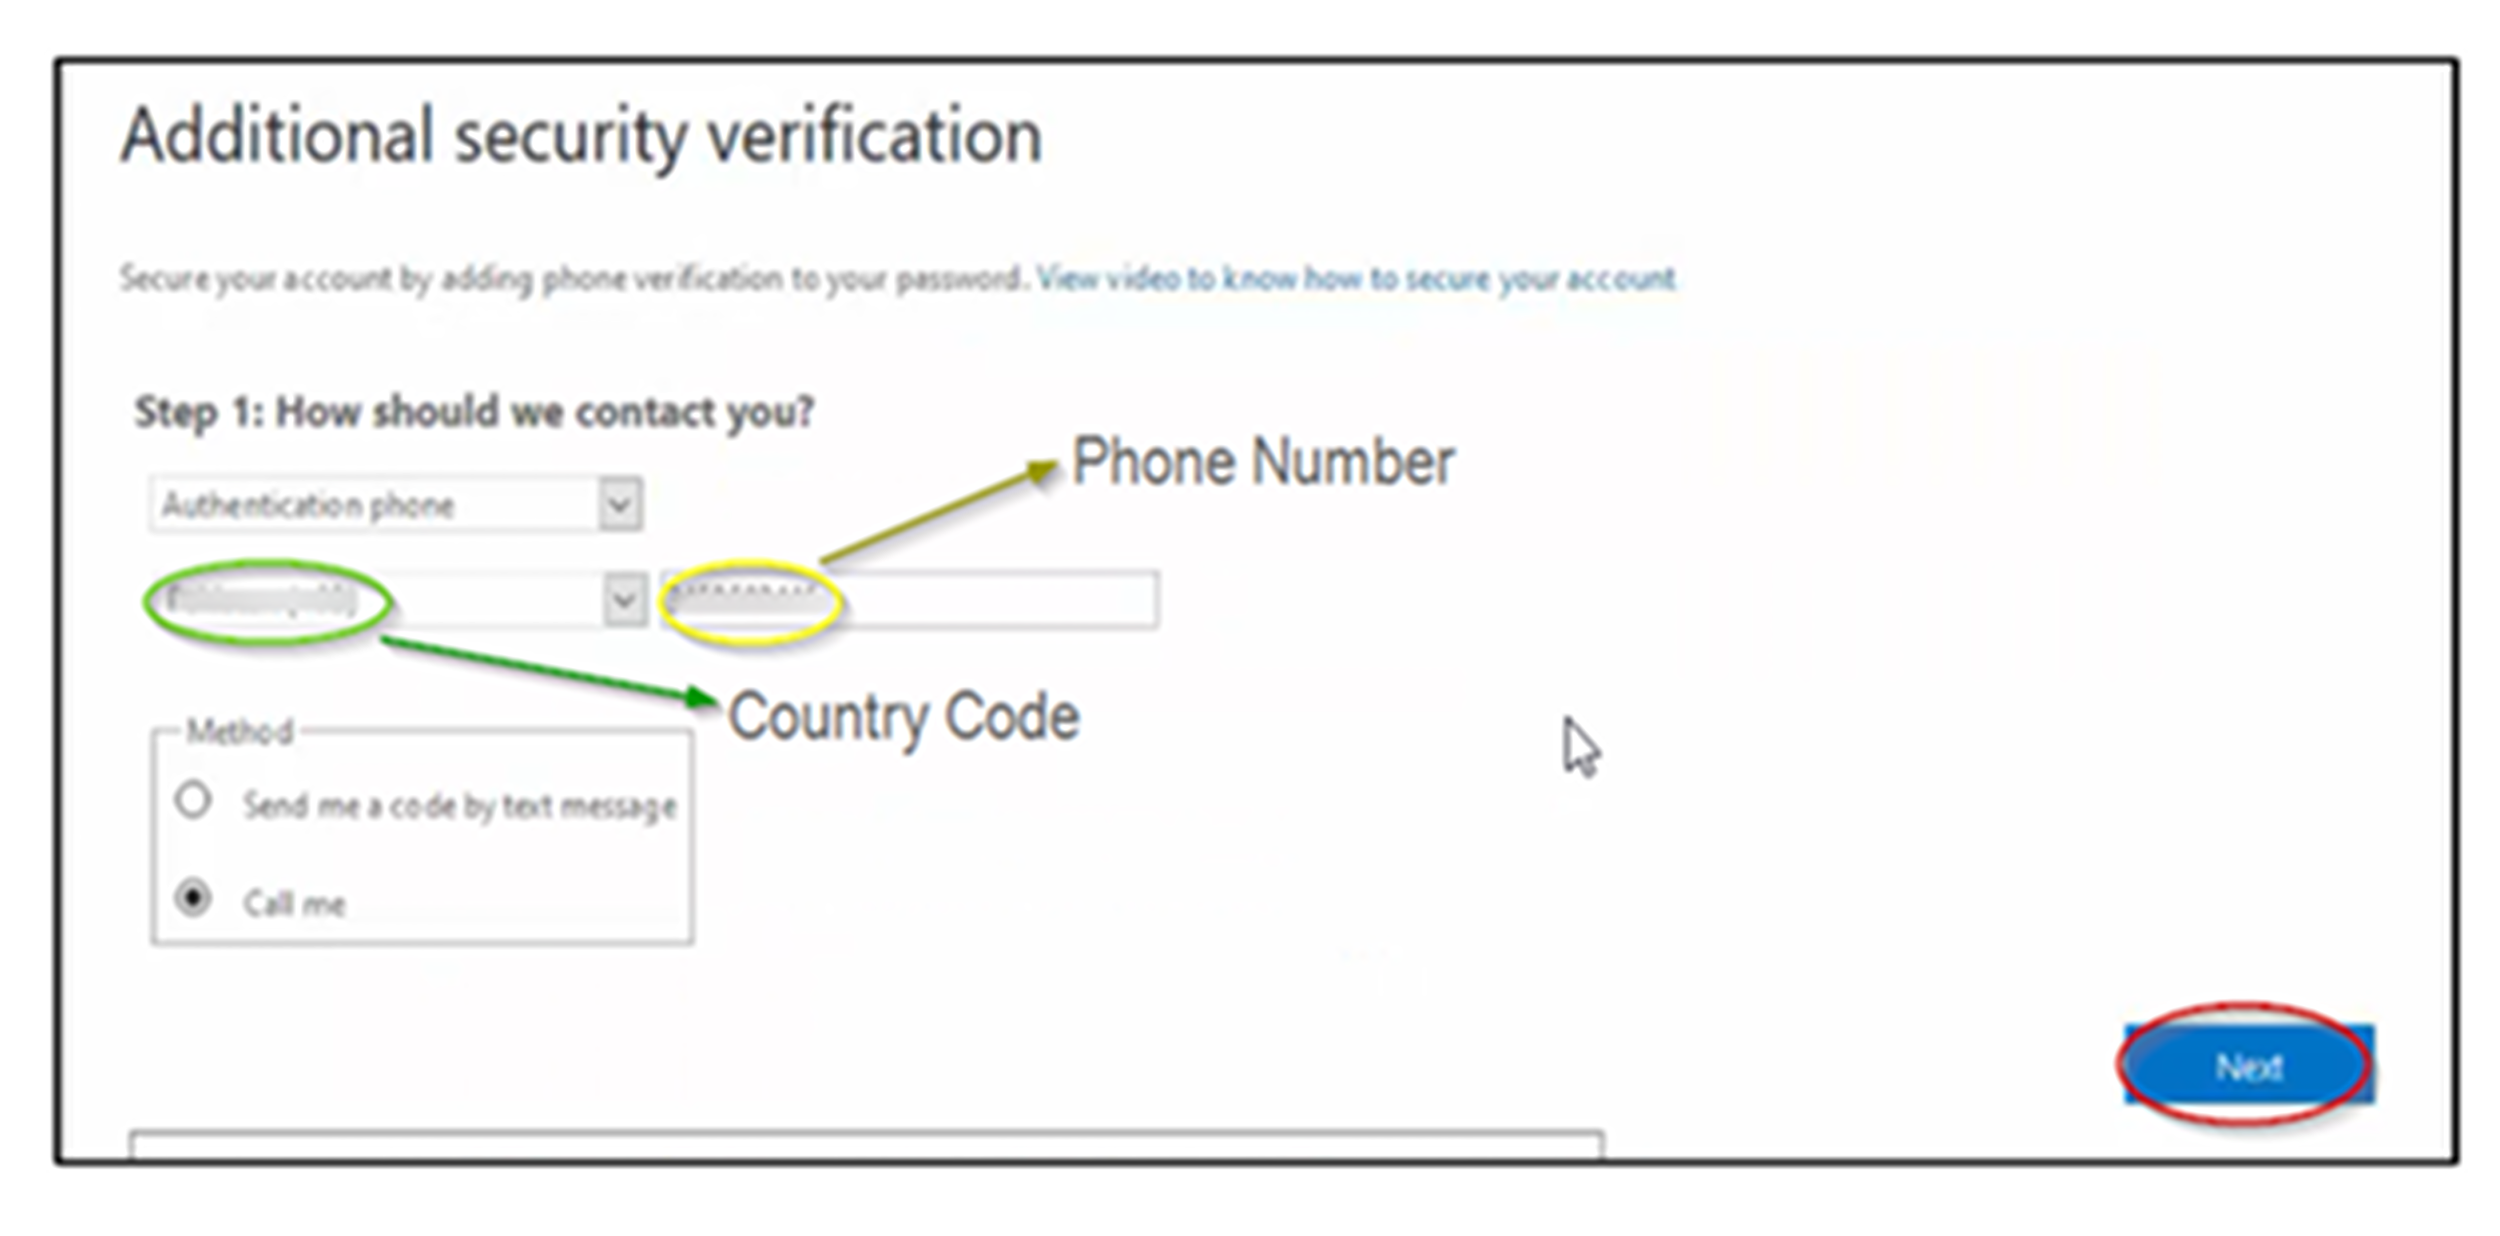 Additional security verification
Secure your account by adding phone verification to your password. View video to know how to secure your account
Step 1: How should we contact you?
Phone Number
Authentication phone
Country Code
Method
Send me a code by text message
Call me
Next